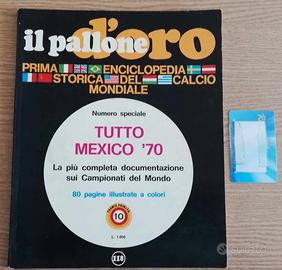 il pallone d'oro
PRIMA ENCICLOPEDIA
STORICA DEL CALCIO
MONDIALE
Numero speciale
TUTTO
MEXICO '70
La più completa documentazione
sui Campionati del Mondo
80 pagine illustrate a colori
10
L. 1.000
118
subito